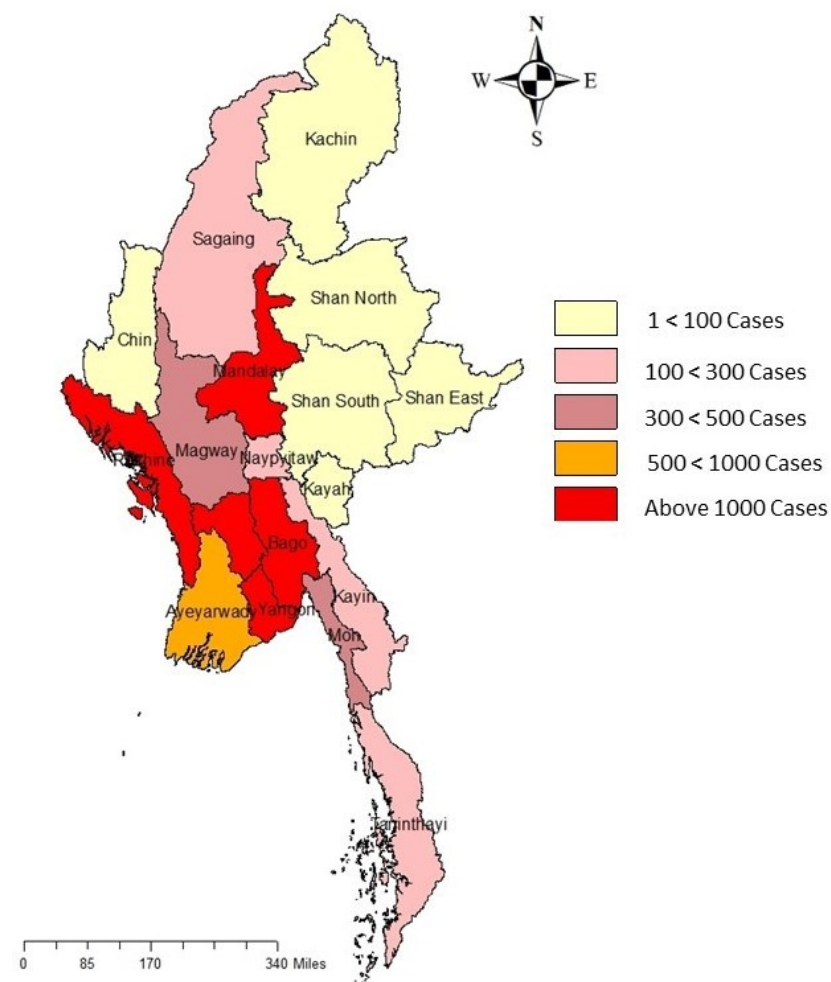 N
W E
S
Kachin
Sagaing
Shan North
Chin
Mandalay
Shan South
Shan East
Magway
Naypyitaw
Kayah
Bago
Kayin
Ayeyarwady
Yangon
Mon
Taninthayi
1 < 100 Cases
100 < 300 Cases
300 < 500 Cases
500 < 1000 Cases
Above 1000 Cases
0 85 170 340 Miles